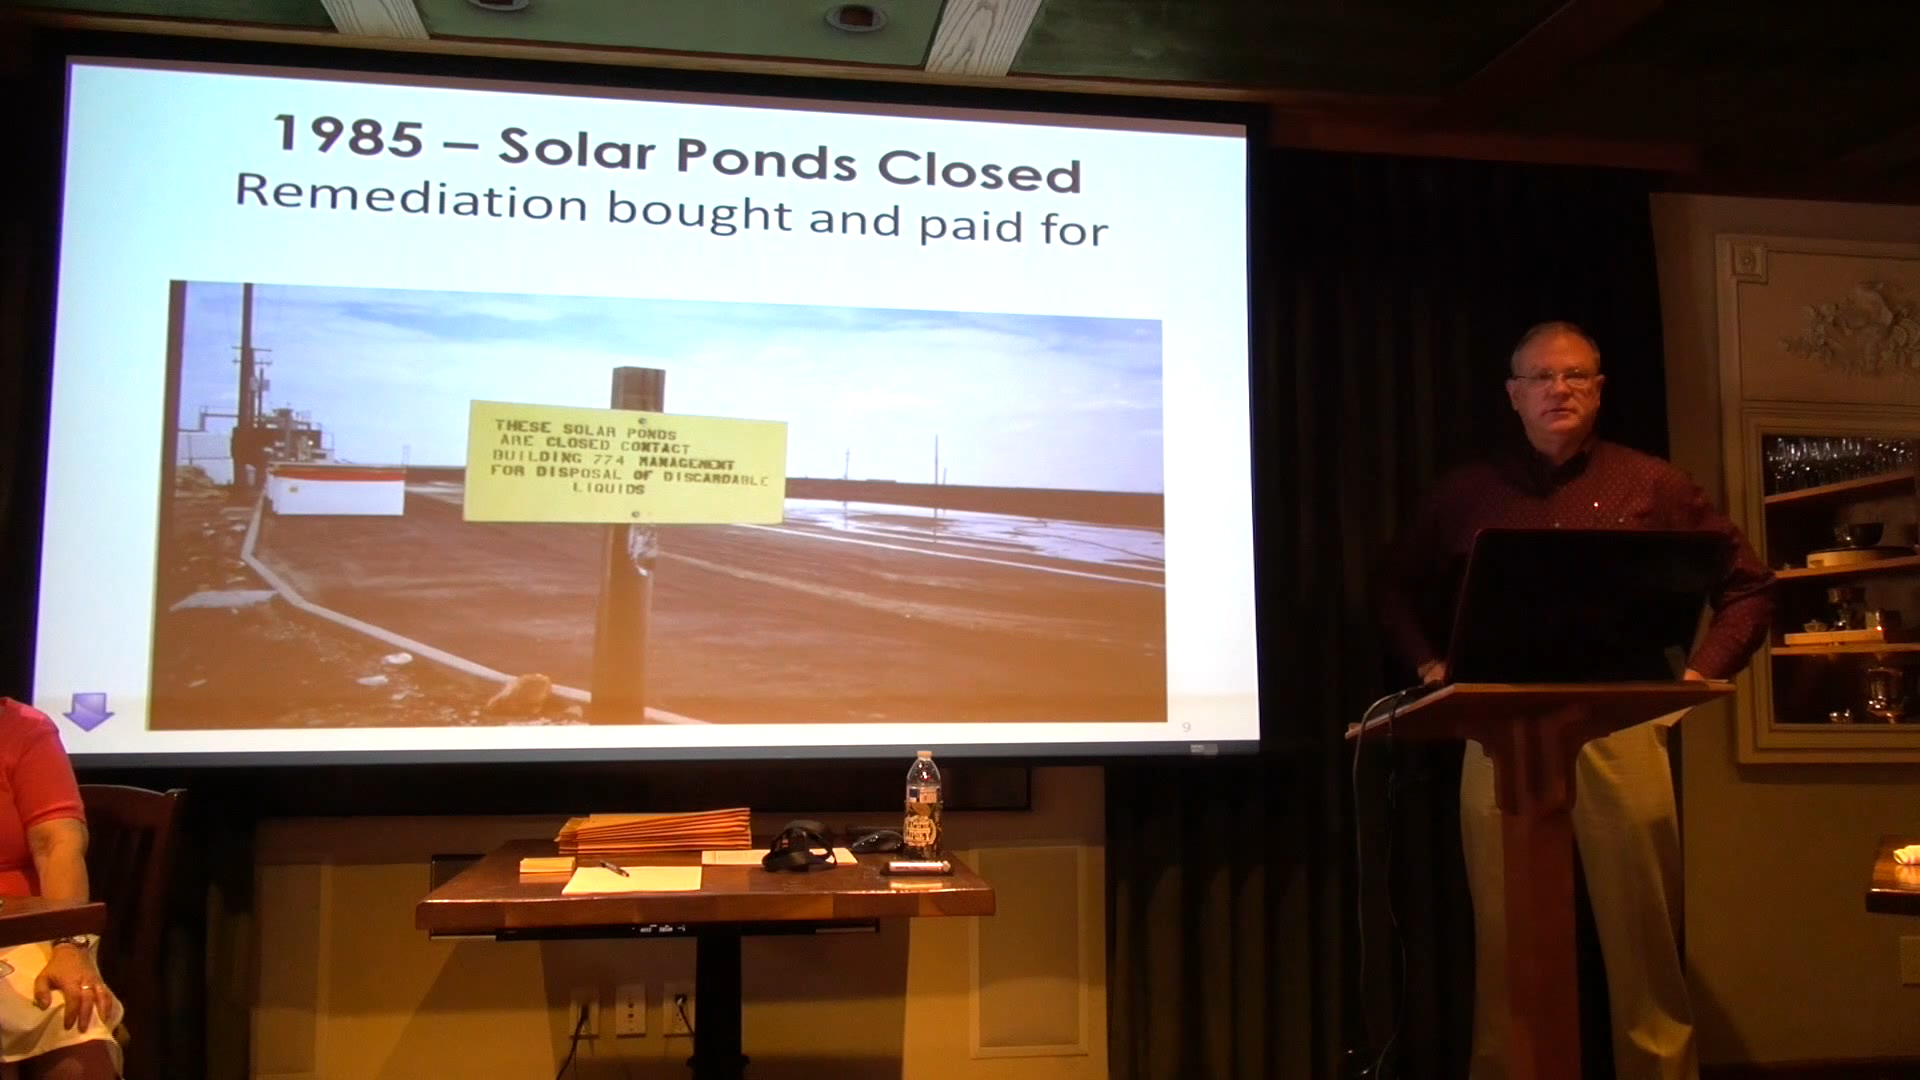 1985 – Solar Ponds Closed
Remediation bought and paid for
THESE SOLAR PONDS
ARE CLOSED CONTACT
BUILDING 774 MANAGEMENT
FOR DISPOSAL OF DISCARDABLE
LIQUIDS
9